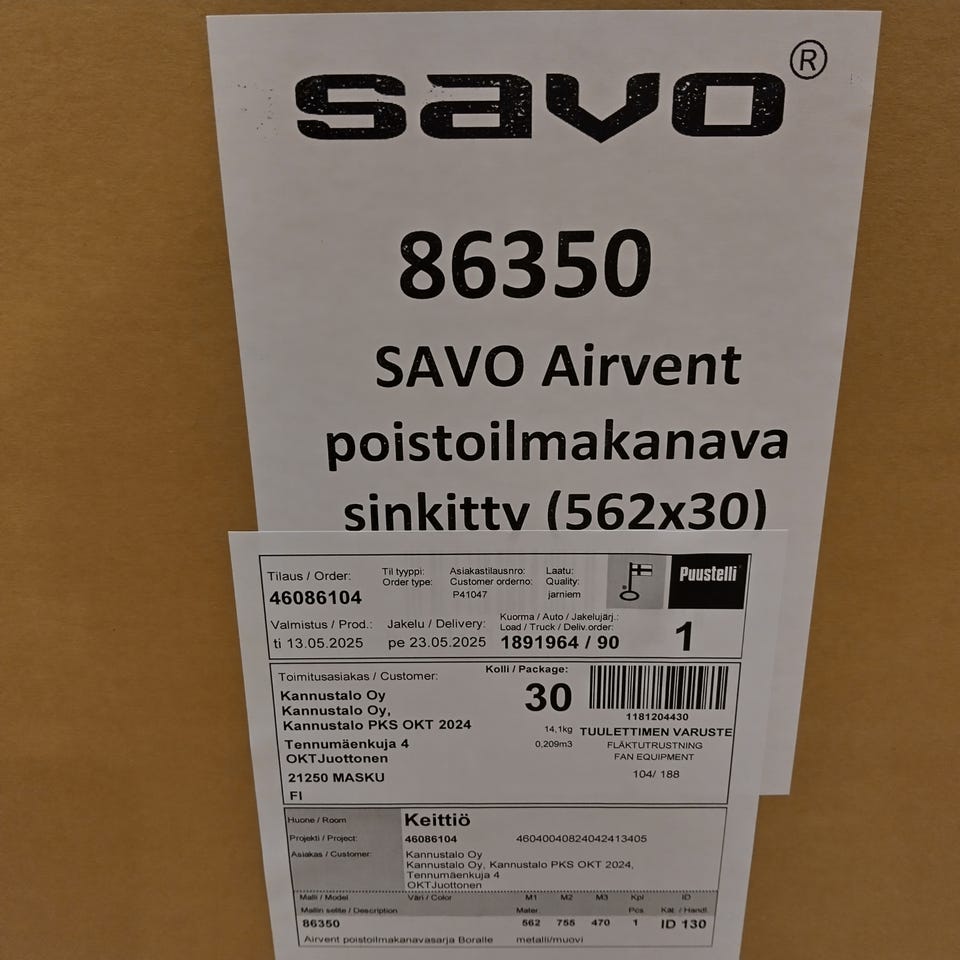 savo®
86350
SAVO Airvent
poistoilmakanava
sinkitty (562x30)
Tilaus / Order:
46086104
Til tyyppi:
Order type:
Asiakastilausnro:
Customer orderno:
P41047
Laatu:
Quality:
jarniem
Puustelli
Valmistus / Prod.:
ti 13.05.2025
Jakelu / Delivery:
pe 23.05.2025
Kuorma / Auto / Jakelujärj.:
Load / Truck / Deliv.order:
1891964 / 90
1
Toimitusasiakas / Customer:
Kannustalo Oy
Kannustalo Oy,
Kannustalo PKS OKT 2024
Tennumäenkuja 4
OKTJuottonen
21250 MASKU
FI
Kolli / Package:
30
14,1kg
0,209m3
1181204430
TUULETTIMEN VARUSTE
FLÄKTUTRUSTNING
FAN EQUIPMENT
104/ 188
Huone / Room
Keittiö
Projekti / Project:
46086104 46040040824042413405
Asiakas / Customer:
Kannustalo Oy
Kannustalo Oy, Kannustalo PKS OKT 2024,
Tennumäenkuja 4
OKTJuottonen
Malli / Model Väri / Color M1 M2 M3 Kpl ID
Mallin selite / Description Mater. Pcs. Kät. / Handl.
86350 562 755 470 1 ID 130
Airvent poistoilmakanavasarja Boralle metalli/muovi